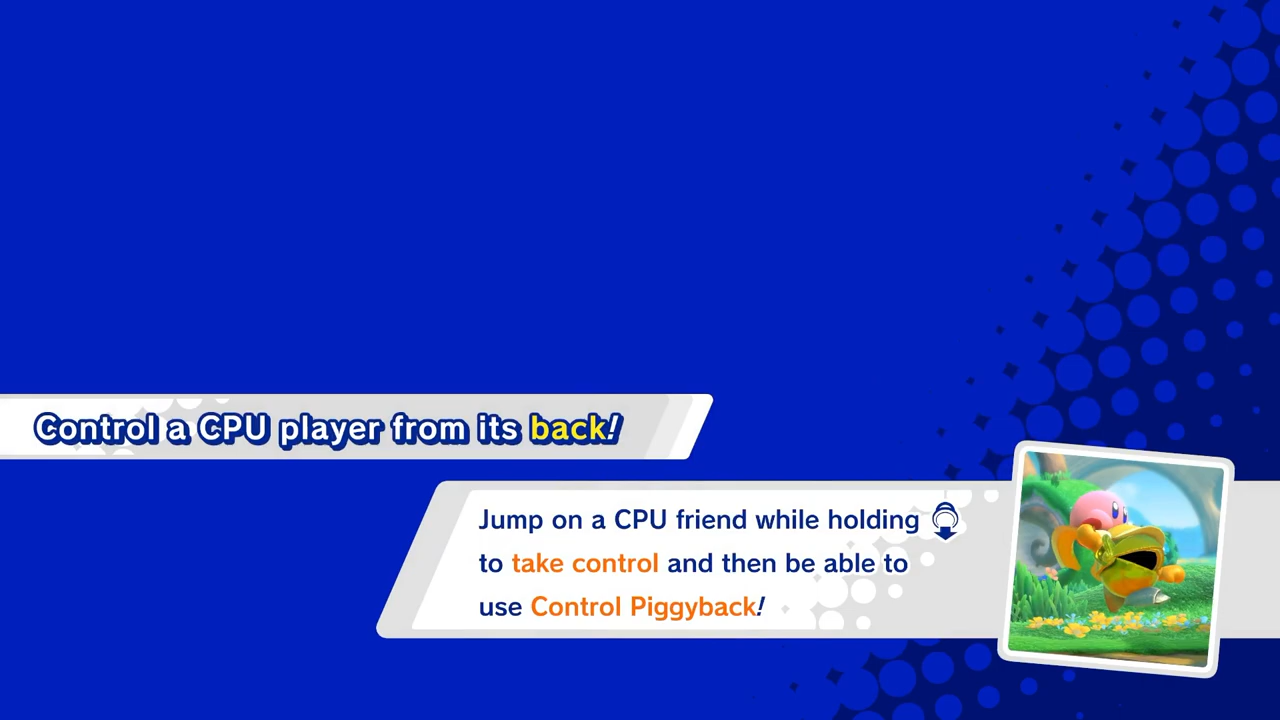 Control a CPU player from its back!
Jump on a CPU friend while holding
to take control and then be able to
use Control Piggyback!